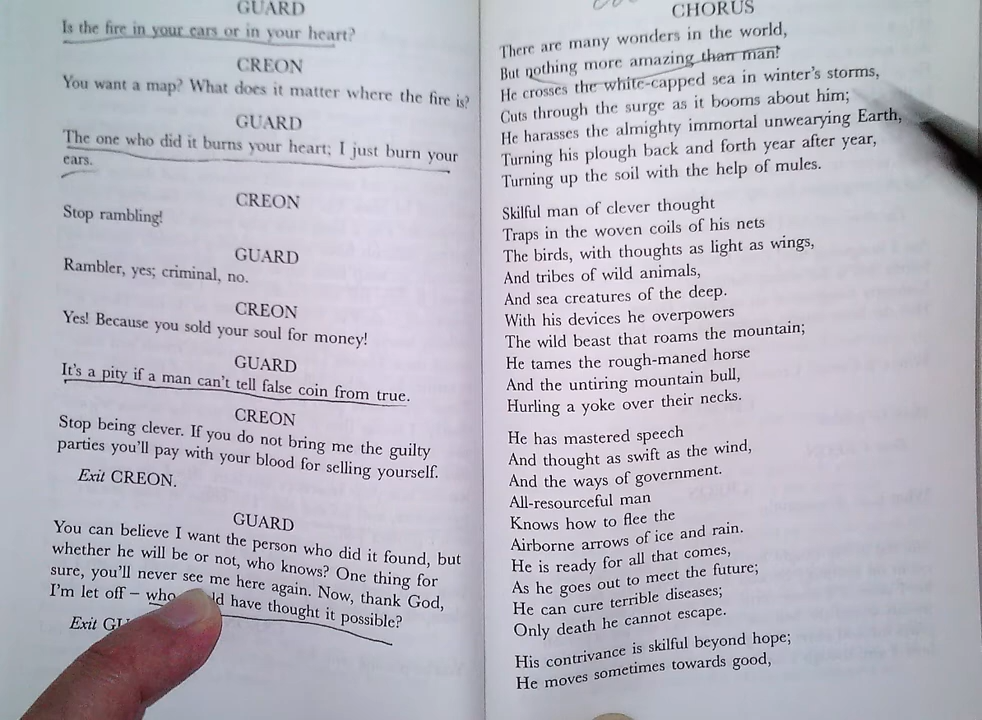 GUARD
Is the fire in your ears or in your heart?
CREON
You want a map? What does it matter where the fire is?
GUARD
The one who did it burns your heart; I just burn your
ears.
CREON
Stop rambling!
GUARD
Rambler, yes; criminal, no.
CREON
Yes! Because you sold your soul for money!
GUARD
It's a pity if a man can't tell false coin from true.
CREON
Stop being clever. If you do not bring me the guilty
parties you'll pay with your blood for selling yourself.
Exit CREON.
GUARD
You can believe I want the person who did it found, but
whether he will be or not, who knows? One thing for
sure, you'll never see me here again. Now, thank God,
I'm let off – who have thought it possible?
Exit
CHORUS
There are many wonders in the world,
But nothing more amazing than man!
He crosses the white-capped sea in winter's storms,
Cuts through the surge as it booms about him;
He harasses the almighty immortal unwearying Earth,
Turning his plough back and forth year after year,
Turning up the soil with the help of mules.
Skilful man of clever thought
Traps in the woven coils of his nets
The birds, with thoughts as light as wings,
And tribes of wild animals,
And sea creatures of the deep.
With his devices he overpowers
The wild beast that roams the mountain;
He tames the rough-maned horse
And the untiring mountain bull,
Hurling a yoke over their necks.
He has mastered speech
And thought as swift as the wind,
And the ways of government.
All-resourceful man
Knows how to flee the
Airborne arrows of ice and rain.
He is ready for all that comes,
As he goes out to meet the future;
He can cure terrible diseases;
Only death he cannot escape.
His contrivance is skilful beyond hope;
He moves sometimes towards good,